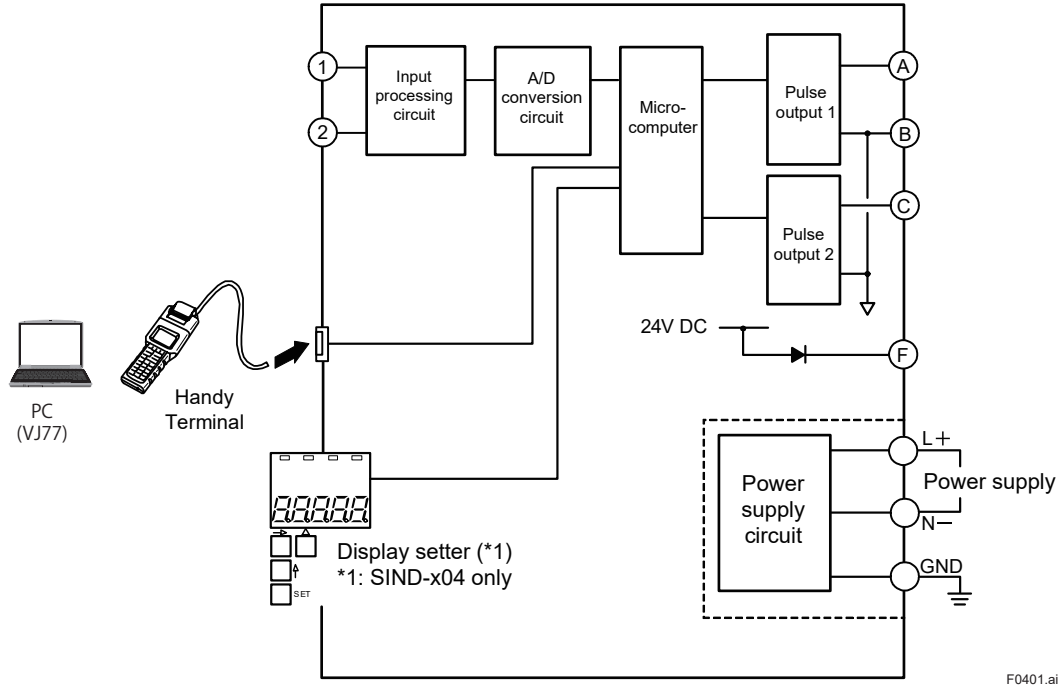 1
Input
processing
circuit
2
A/D
conversion
circuit
Micro-
computer
Pulse
output 1
A
B
Pulse
output 2
C
24V DC
F
PC
(VJ77)
Handy
Terminal
88888
Display setter (*1)
*1: SIND-x04 only
SET
Power
supply
circuit
L+
Power supply
N−
GND
F0401.ai